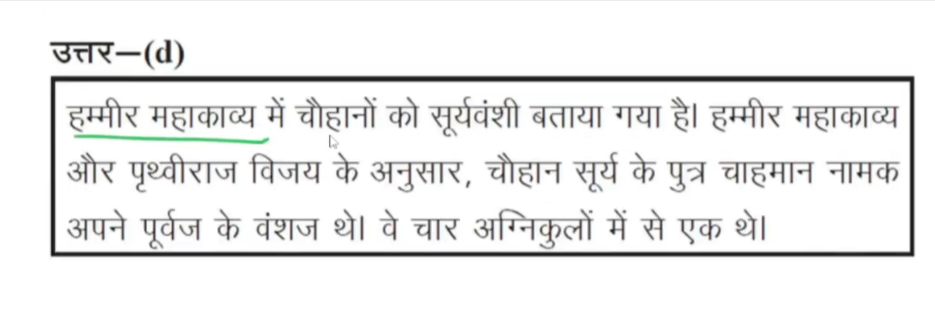 उत्तर—(d)
हम्मीर महाकाव्य में चौहानों को सूर्यवंशी बताया गया है। हम्मीर महाकाव्य
और पृथ्वीराज विजय के अनुसार, चौहान सूर्य के पुत्र चाहमान नामक
अपने पूर्वज के वंशज थे। वे चार अग्निकुलों में से एक थे।